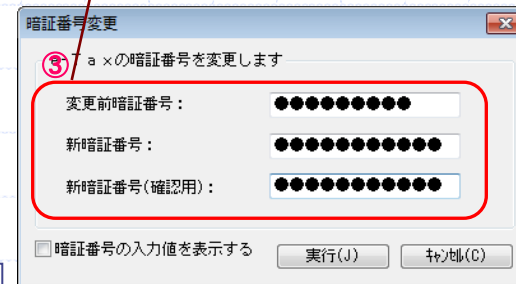 暗証番号変更
③
e-Taxの暗証番号を変更します
変更前暗証番号： ●●●●●●●●●
新暗証番号： ●●●●●●●●●●●
新暗証番号(確認用)： ●●●●●●●●●●●
暗証番号の入力値を表示する
実行(J)
ｷｬﾝｾﾙ(C)